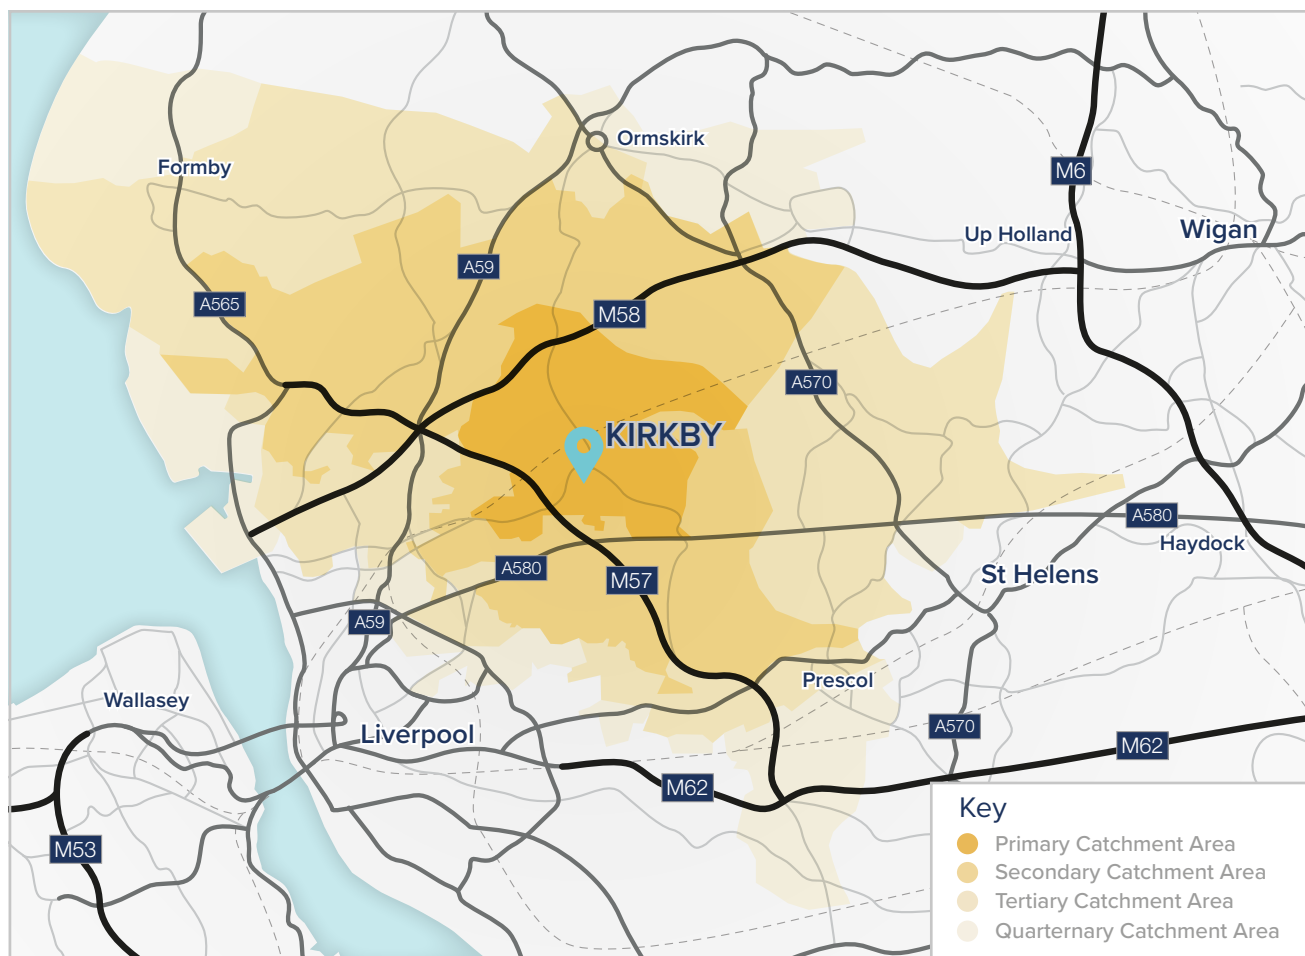 Ormskirk
Formby
M6
Wigan
Up Holland
A59
A565
M58
A570
KIRKBY
A580
Haydock
A580
M57
St Helens
A59
Prescol
Wallasey
A570
Liverpool
M62
M62
M53
Key
Primary Catchment Area
Secondary Catchment Area
Tertiary Catchment Area
Quarternary Catchment Area